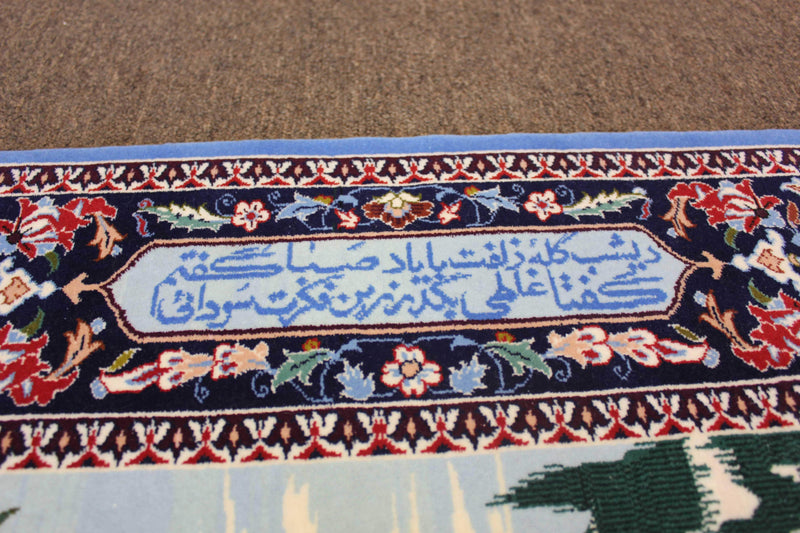 دیشب گله زلفت با باد صبا گفتم
گفتا غلطی بگذر زین فکرت سودائی